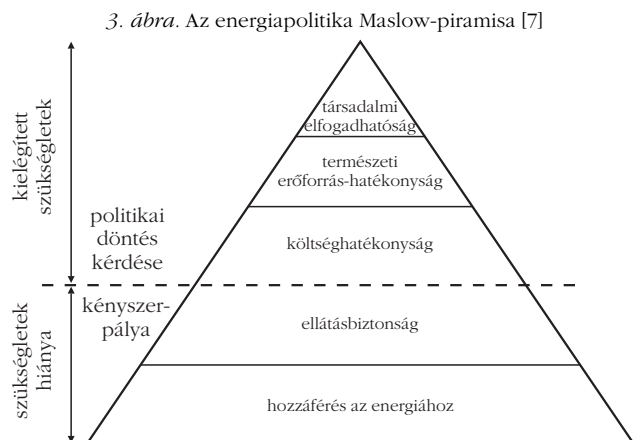 3. ábra. Az energiapolitika Maslow-piramisa [7]
kielégített
szükségletek
társadalmi
elfogadhatóság
természeti
erőforrás-hatékonyság
politikai
döntés
kérdése
költséghatékonyság
szükségletek
hiánya
kényszer-
pálya
ellátásbiztonság
hozzáférés az energiához